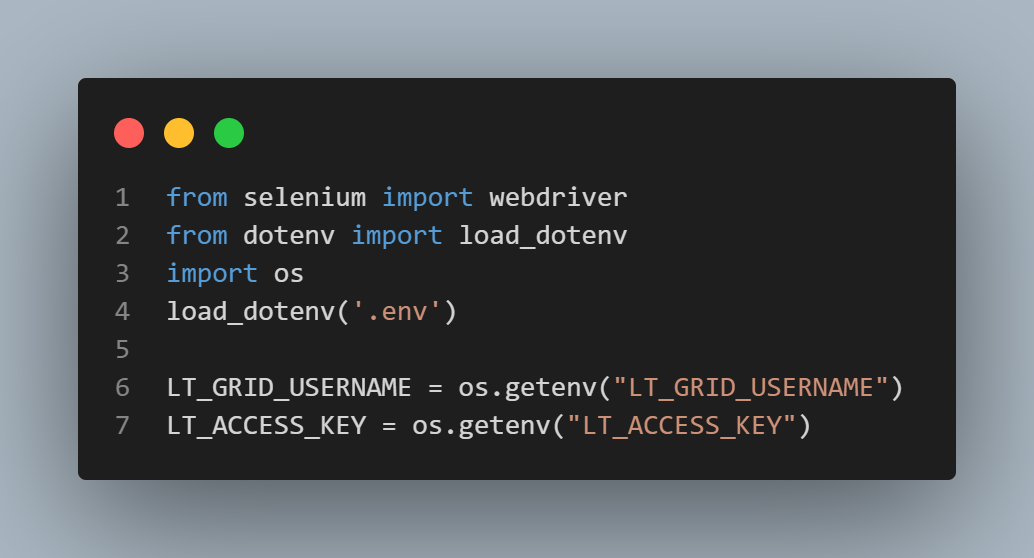 1 from selenium import webdriver
2 from dotenv import load_dotenv
3 import os
4 load_dotenv('.env')
5
6 LT_GRID_USERNAME = os.getenv("LT_GRID_USERNAME")
7 LT_ACCESS_KEY = os.getenv("LT_ACCESS_KEY")